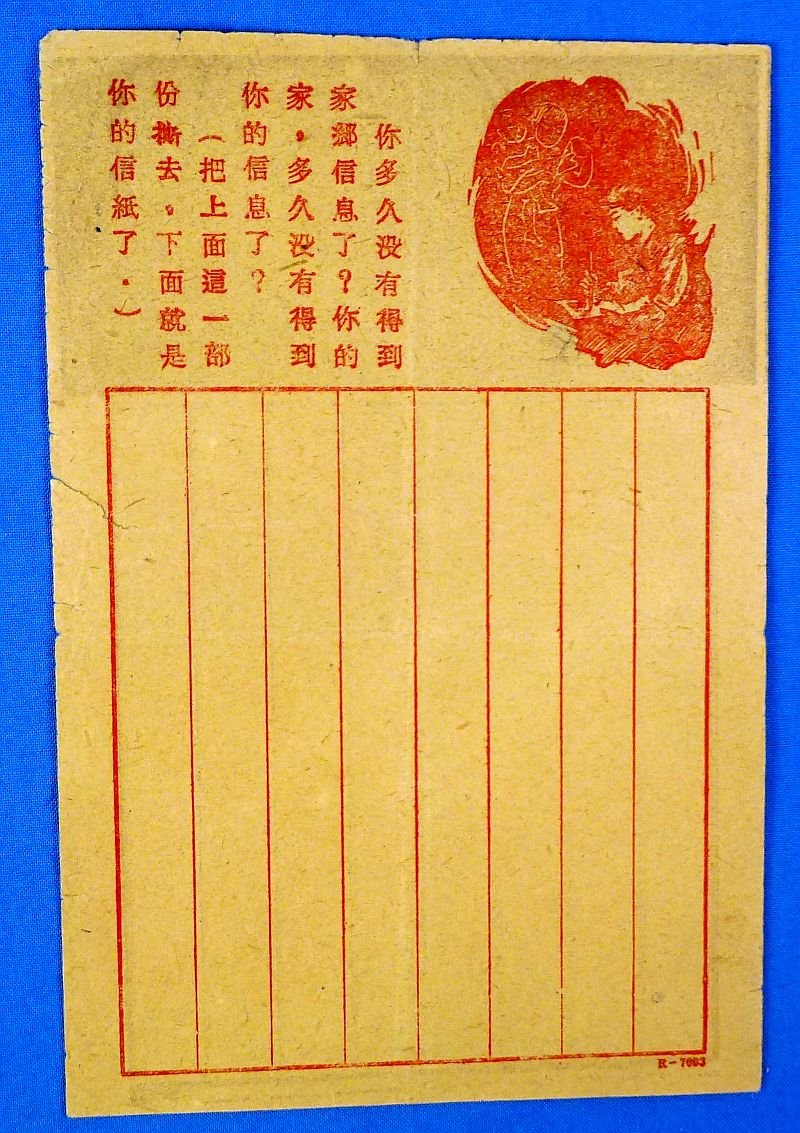 你多久没有得到
家鄉信息了？你的
家，多久没有得到
你的信息了？
（把上面這一部
份撕去。下面就是
你的信紙了．）
R-7093